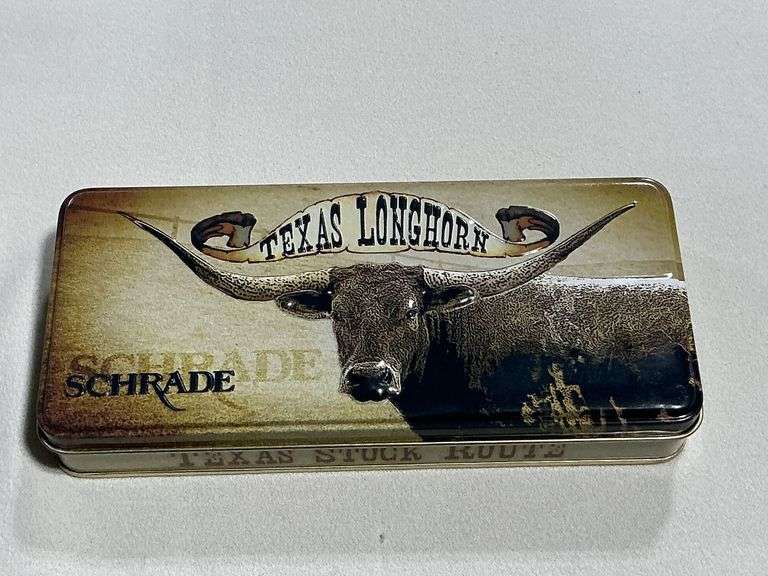 TEXAS LONGHORN
SCHRADE
SCHRADE
TEXAS STOCK ROUTE